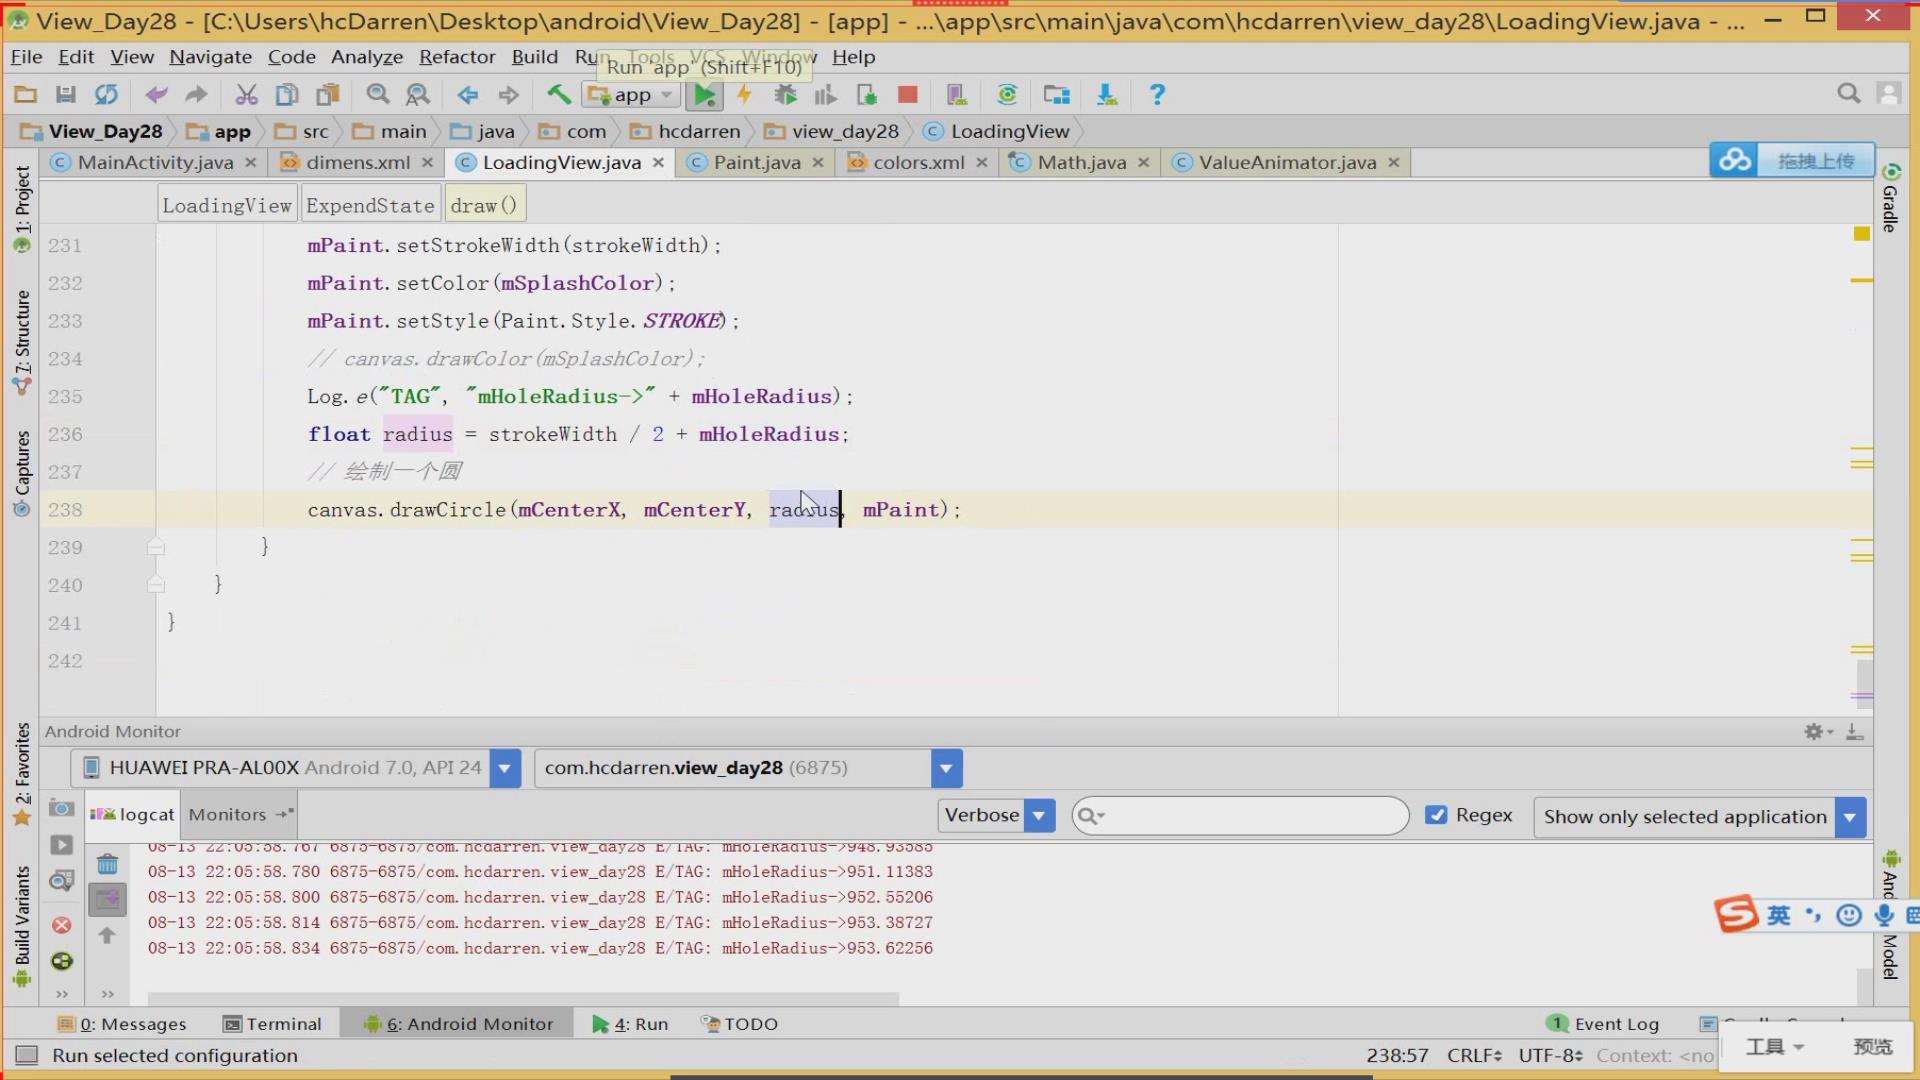 View_Day28 - [C:\Users\hcDarren\Desktop\android\View_Day28] - [app] - ...\app\src\main\java\com\hcdarren\view_day28\LoadingView.java - ...
File Edit View Navigate Code Analyze Refactor Build Run Tools VCS Window Help
Run 'app' (Shift+F10)
app
View_Day28 app src main java com hcdarren view_day28 LoadingView
MainActivity.java dimens.xml LoadingView.java Paint.java colors.xml Math.java ValueAnimator.java
拖拽上传
LoadingView ExpendState draw()
231 mPaint.setStrokeWidth(strokeWidth);
232 mPaint.setColor(mSplashColor);
233 mPaint.setStyle(Paint.Style.STROKE);
234 // canvas.drawColor(mSplashColor);
235 Log.e("TAG", "mHoleRadius->" + mHoleRadius);
236 float radius = strokeWidth / 2 + mHoleRadius;
237 // 绘制一个圆
238 canvas.drawCircle(mCenterX, mCenterY, radius, mPaint);
239 }
240 }
241 }
242
1: Project
7: Structure
Captures
2: Favorites
Build Variants
Gradle
Model
Android Monitor
HUAWEI PRA-AL00X Android 7.0, API 24 com.hcdarren.view_day28 (6875)
logcat Monitors Verbose Regex Show only selected application
08-13 22:05:58.767 6875-6875/com.hcdarren.view_day28 E/TAG: mHoleRadius->948.93585
08-13 22:05:58.780 6875-6875/com.hcdarren.view_day28 E/TAG: mHoleRadius->951.11383
08-13 22:05:58.800 6875-6875/com.hcdarren.view_day28 E/TAG: mHoleRadius->952.55206
08-13 22:05:58.814 6875-6875/com.hcdarren.view_day28 E/TAG: mHoleRadius->953.38727
08-13 22:05:58.834 6875-6875/com.hcdarren.view_day28 E/TAG: mHoleRadius->953.62256
英
0: Messages Terminal 6: Android Monitor 4: Run TODO 1 Event Log
Run selected configuration 238:57 CRLF UTF-8 Context: <no
工具 预览